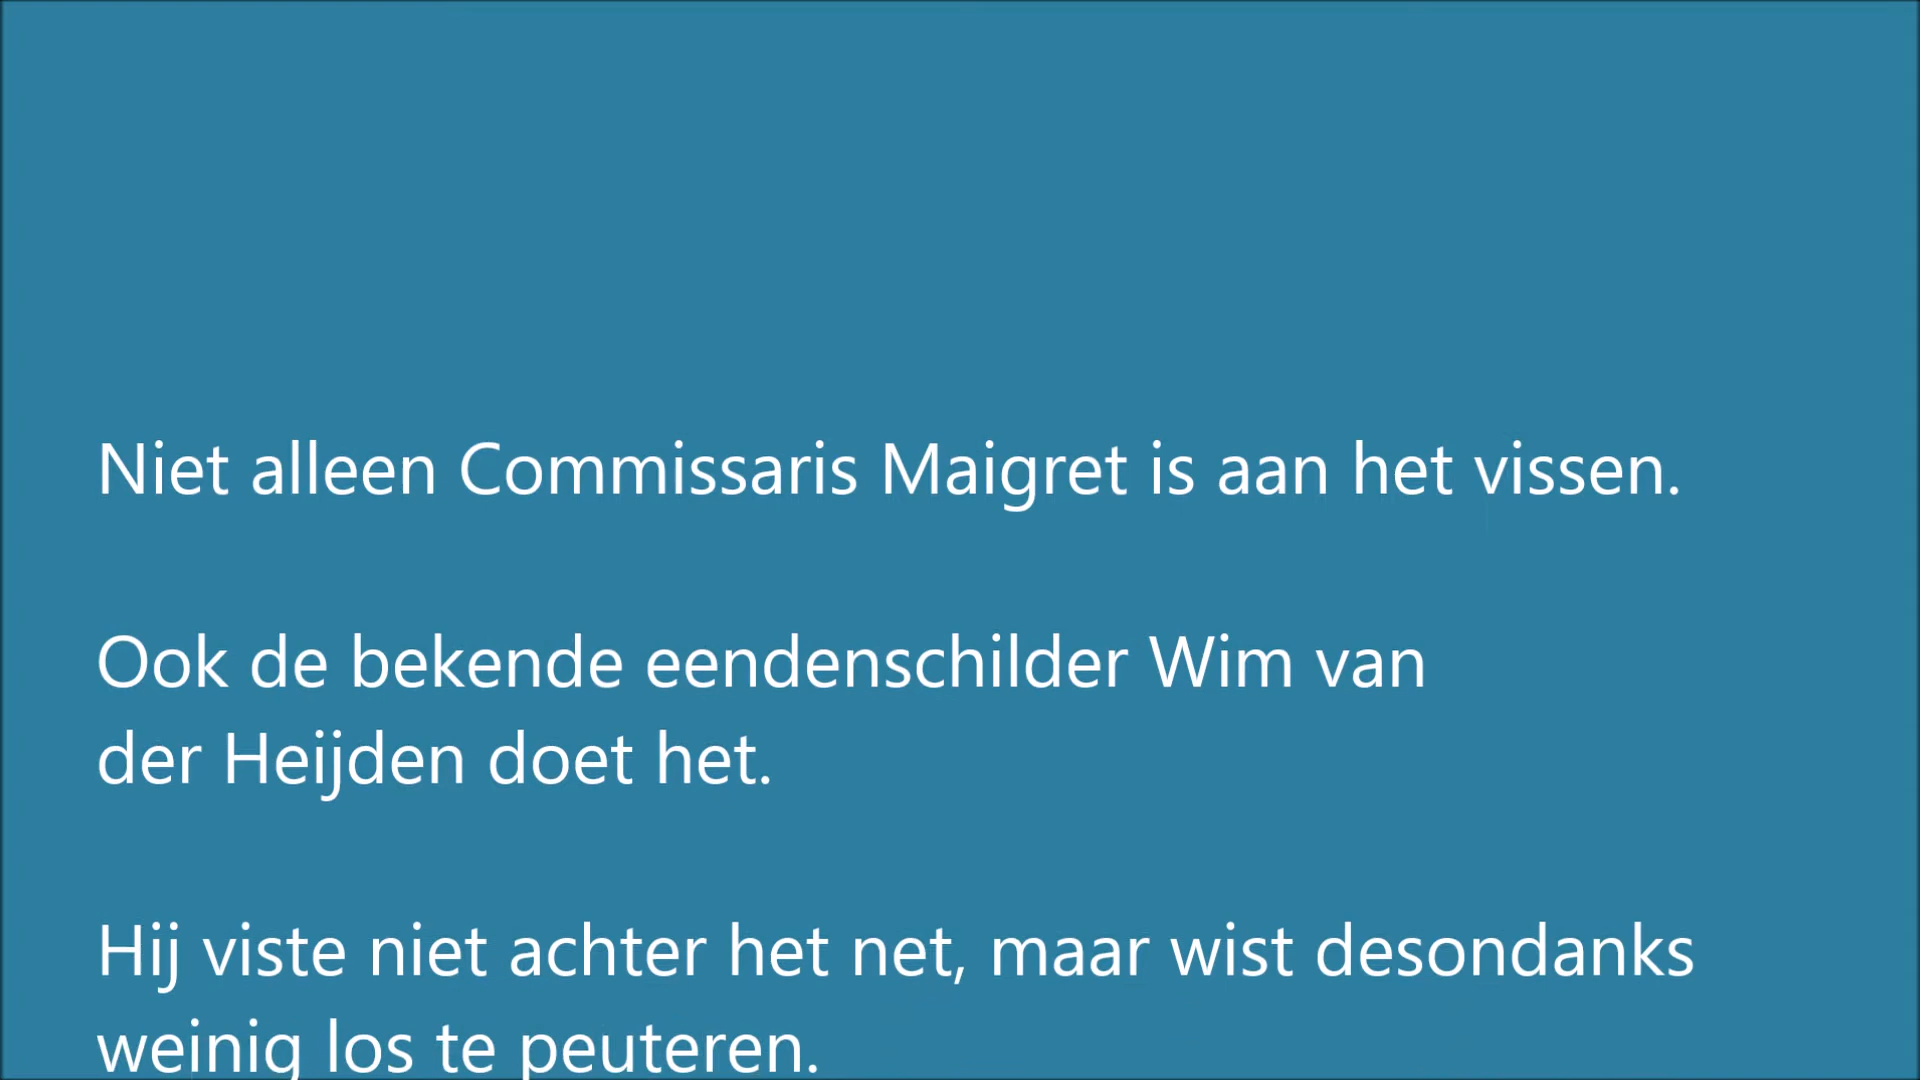 Niet alleen Commissaris Maigret is aan het vissen.
Ook de bekende eendenschilder Wim van
der Heijden doet het.
Hij viste niet achter het net, maar wist desondanks
weinig los te peuteren.